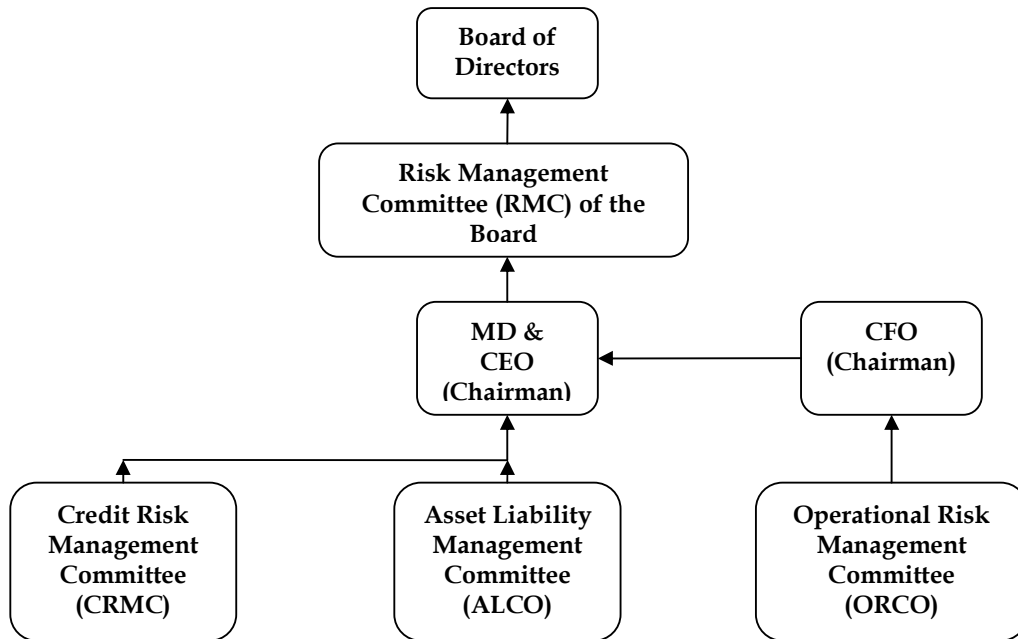 Board of
Directors
Risk Management
Committee (RMC) of the
Board
MD &
CEO
(Chairman)
CFO
(Chairman)
Credit Risk
Management
Committee
(CRMC)
Asset Liability
Management
Committee
(ALCO)
Operational Risk
Management
Committee
(ORCO)